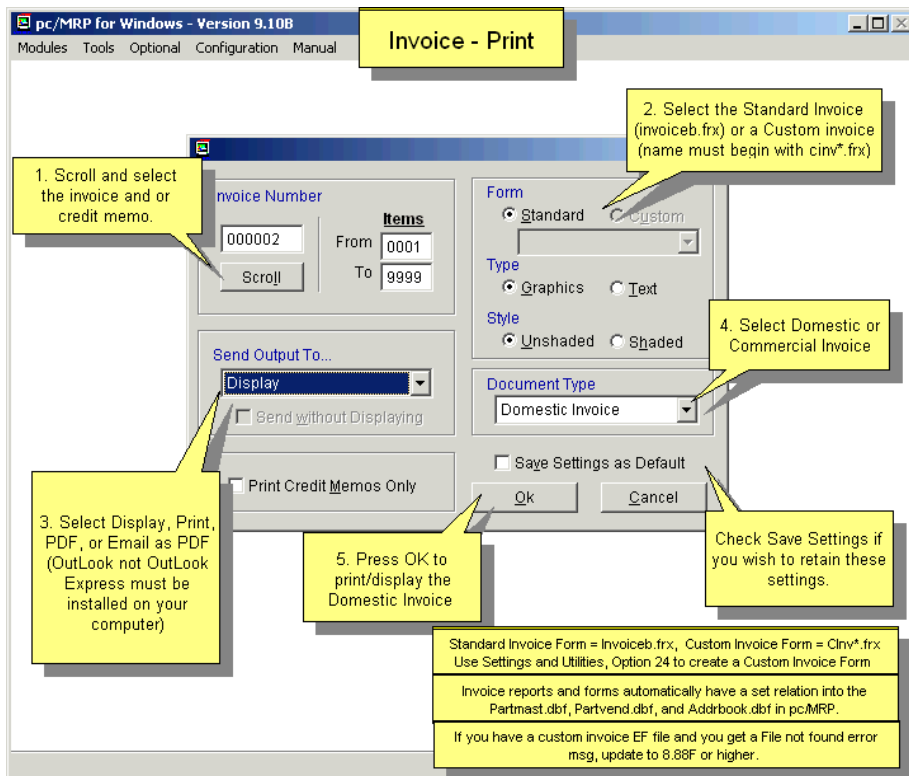 pc/MRP for Windows - Version 9.10B
Modules Tools Optional Configuration Manual
Invoice - Print
1. Scroll and select
the invoice and or
credit memo.
2. Select the Standard Invoice
(invoiceb.frx) or a Custom invoice
(name must begin with cinv*.frx)
nvoice Number
000002
Scroll
Items
From 0001
To 9999
Form
Standard Custom
Type
Graphics Text
Style
Unshaded Shaded
4. Select Domestic or
Commercial Invoice
Send Output To...
Display
Send without Displaying
Document Type
Domestic Invoice
Print Credit Memos Only
Save Settings as Default
Ok Cancel
3. Select Display, Print,
PDF, or Email as PDF
(OutLook not OutLook
Express must be
installed on your
computer)
5. Press OK to
print/display the
Domestic Invoice
Check Save Settings if
you wish to retain these
settings.
Standard Invoice Form = Invoiceb.frx, Custom Invoice Form = CInv*.frx
Use Settings and Utilities, Option 24 to create a Custom Invoice Form
Invoice reports and forms automatically have a set relation into the
Partmast.dbf, Partvend.dbf, and Addrbook.dbf in pc/MRP.
If you have a custom invoice EF file and you get a File not found error
msg, update to 8.88F or higher.